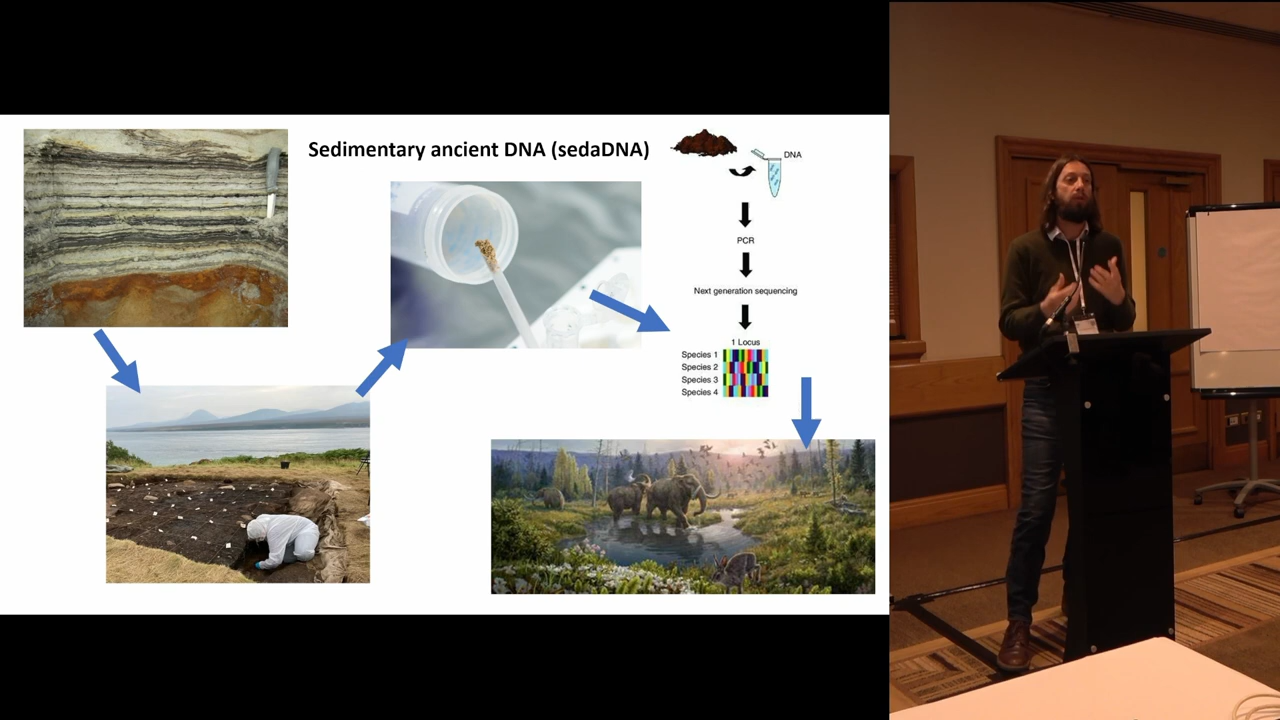 Sedimentary ancient DNA (sedaDNA)
DNA
PCR
Next generation sequencing
1 Locus
Species 1
Species 2
Species 3
Species 4